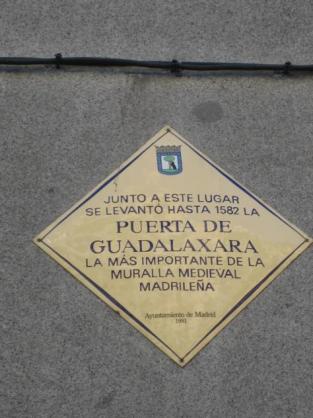 JUNTO A ESTE LUGAR
SE LEVANTÓ HASTA 1582 LA
PUERTA DE
GUADALAXARA
LA MÁS IMPORTANTE DE LA
MURALLA MEDIEVAL
MADRILEÑA
Ayuntamiento de Madrid
1991